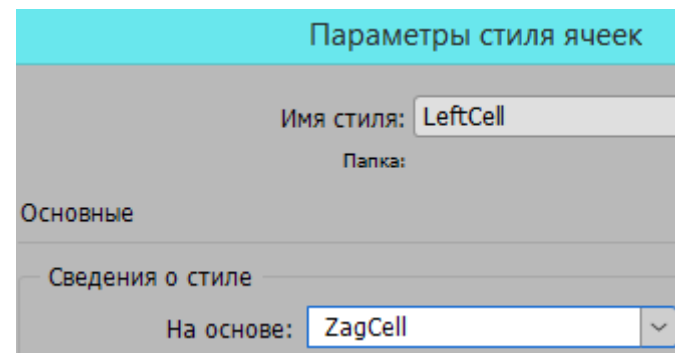 Параметры стиля ячеек
Имя стиля: LeftCell
Папка:
Основные
Сведения о стиле
На основе: ZagCell